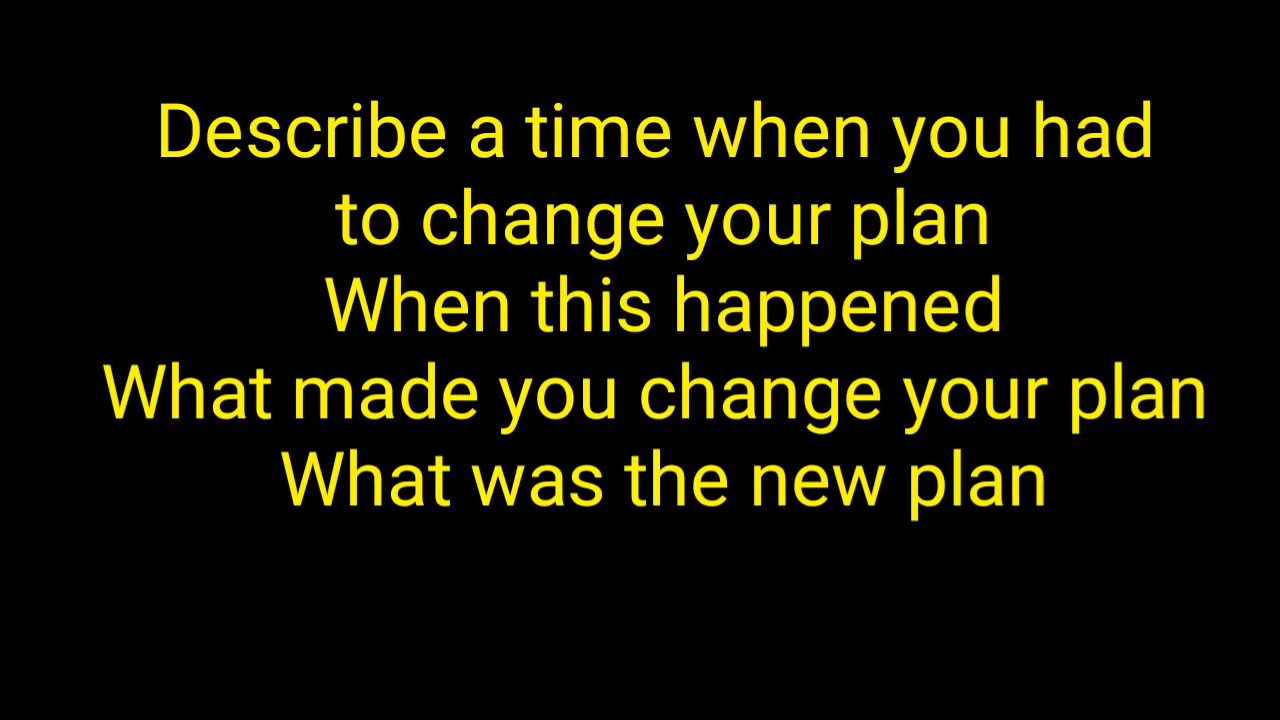 Describe a time when you had
to change your plan
When this happened
What made you change your plan
What was the new plan